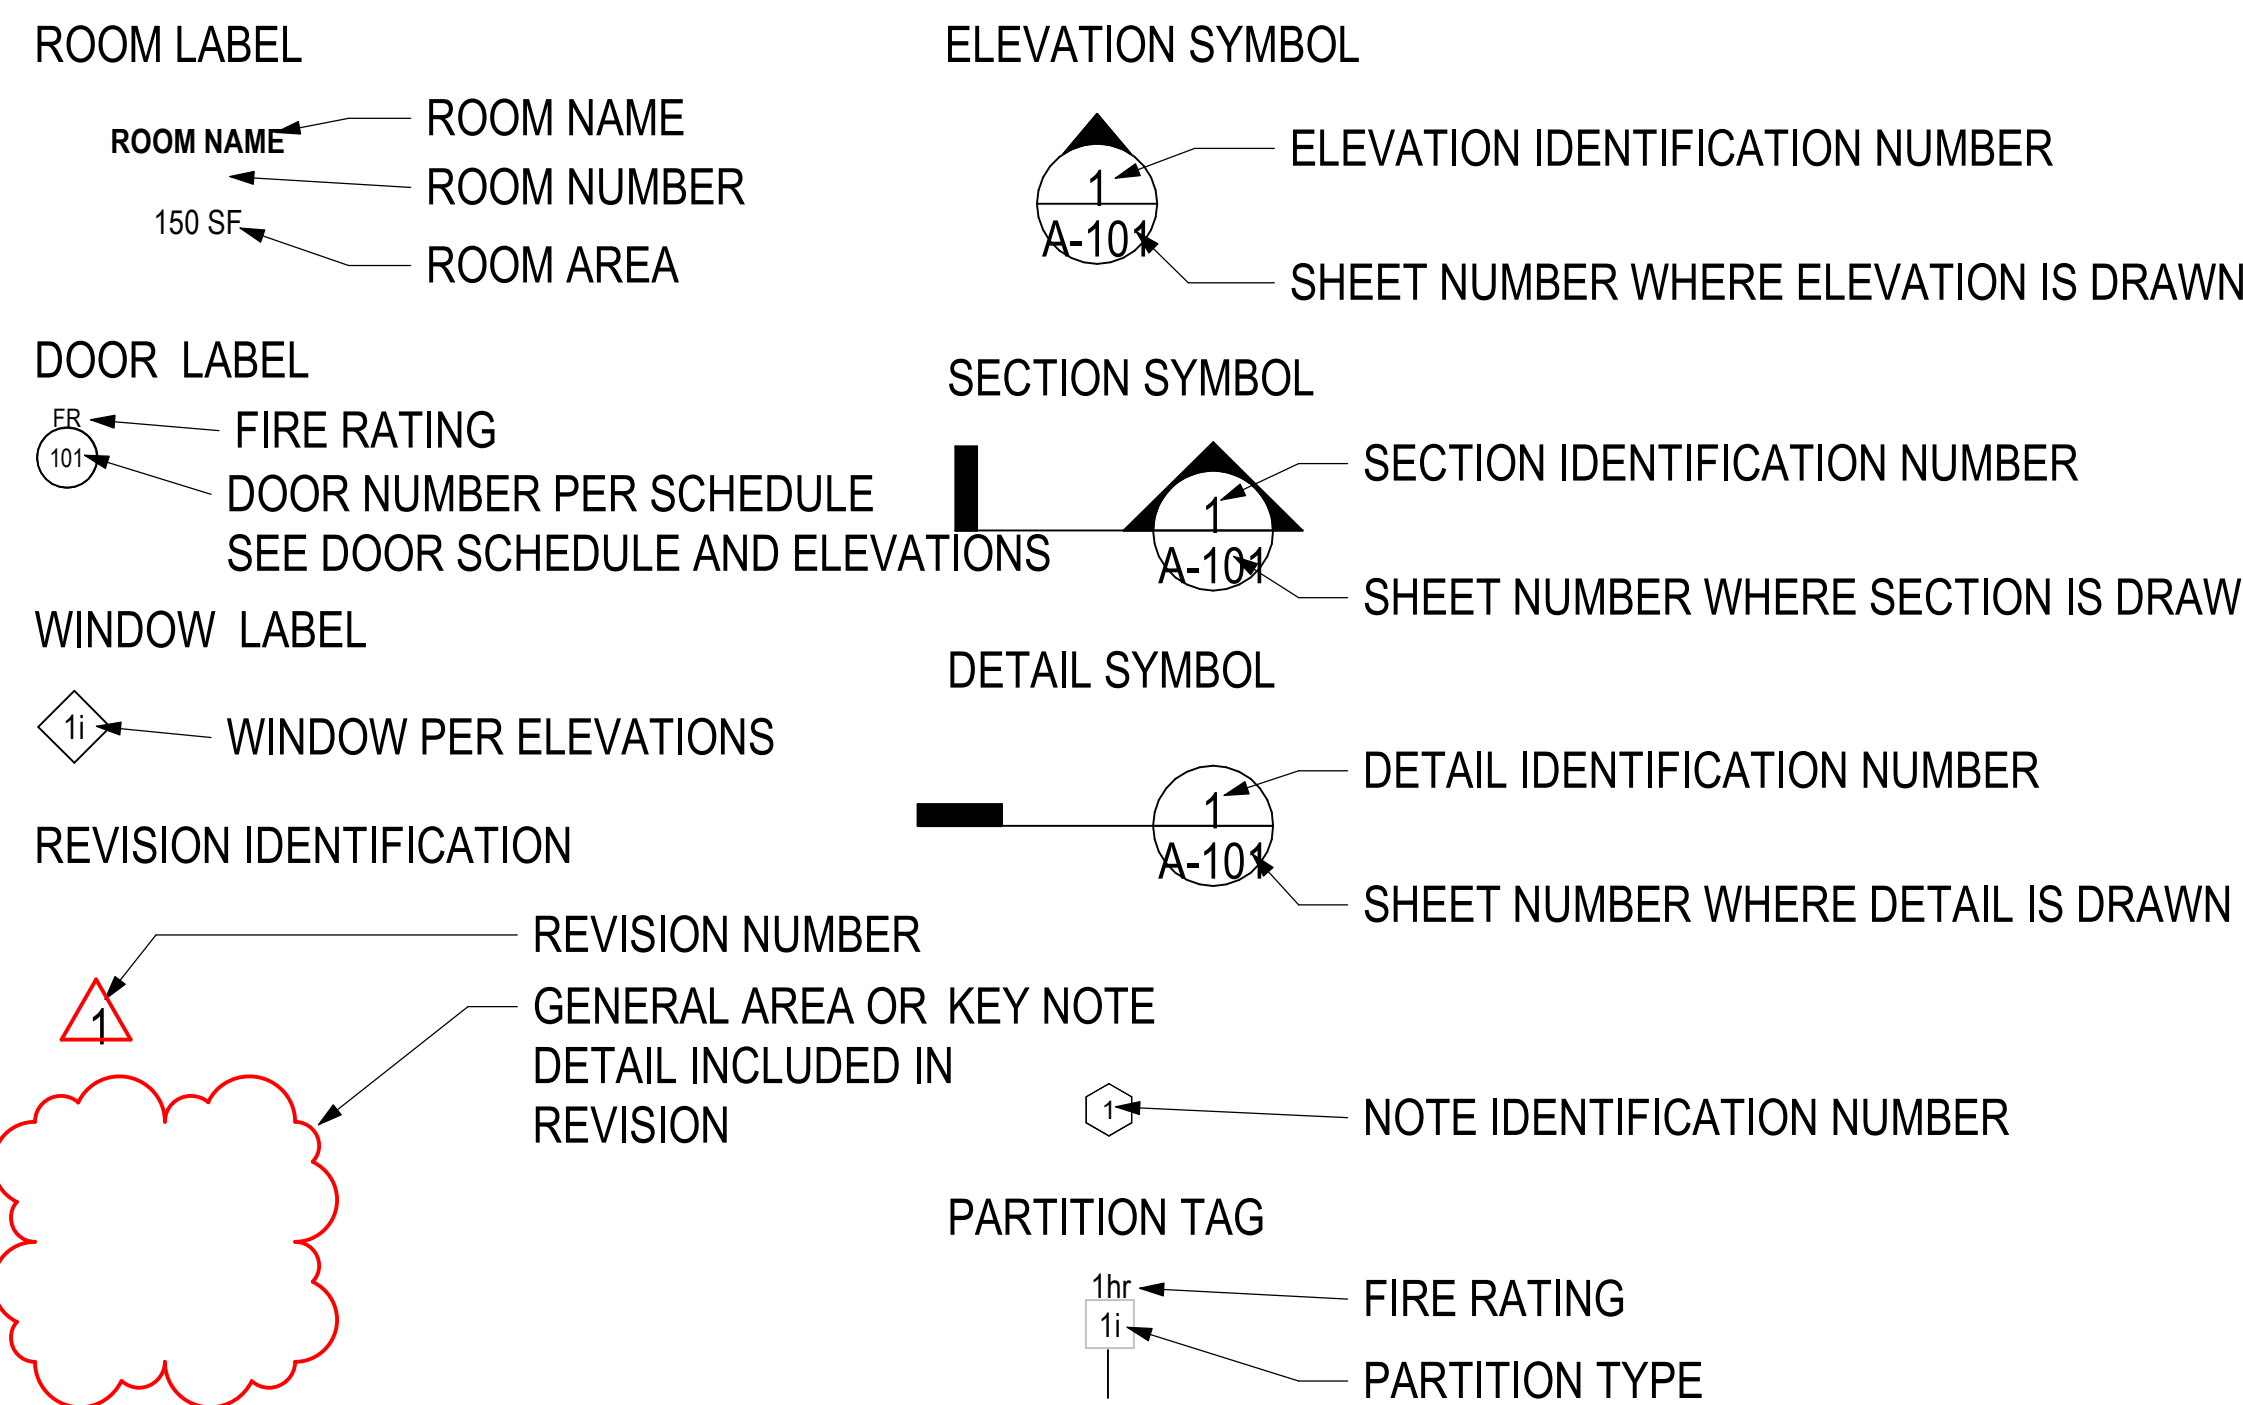 ROOM LABEL
ROOM NAME
ROOM NAME
ROOM NUMBER
150 SF
ROOM AREA
DOOR LABEL
FR
FIRE RATING
101
DOOR NUMBER PER SCHEDULE
SEE DOOR SCHEDULE AND ELEVATIONS
WINDOW LABEL
1i
WINDOW PER ELEVATIONS
REVISION IDENTIFICATION
REVISION NUMBER
1
GENERAL AREA OR
DETAIL INCLUDED IN
REVISION
ELEVATION SYMBOL
1
ELEVATION IDENTIFICATION NUMBER
A-101
SHEET NUMBER WHERE ELEVATION IS DRAWN
SECTION SYMBOL
SECTION IDENTIFICATION NUMBER
1
A-101
SHEET NUMBER WHERE SECTION IS DRAW
DETAIL SYMBOL
DETAIL IDENTIFICATION NUMBER
1
A-101
SHEET NUMBER WHERE DETAIL IS DRAWN
KEY NOTE
1
NOTE IDENTIFICATION NUMBER
PARTITION TAG
1hr
FIRE RATING
1i
PARTITION TYPE